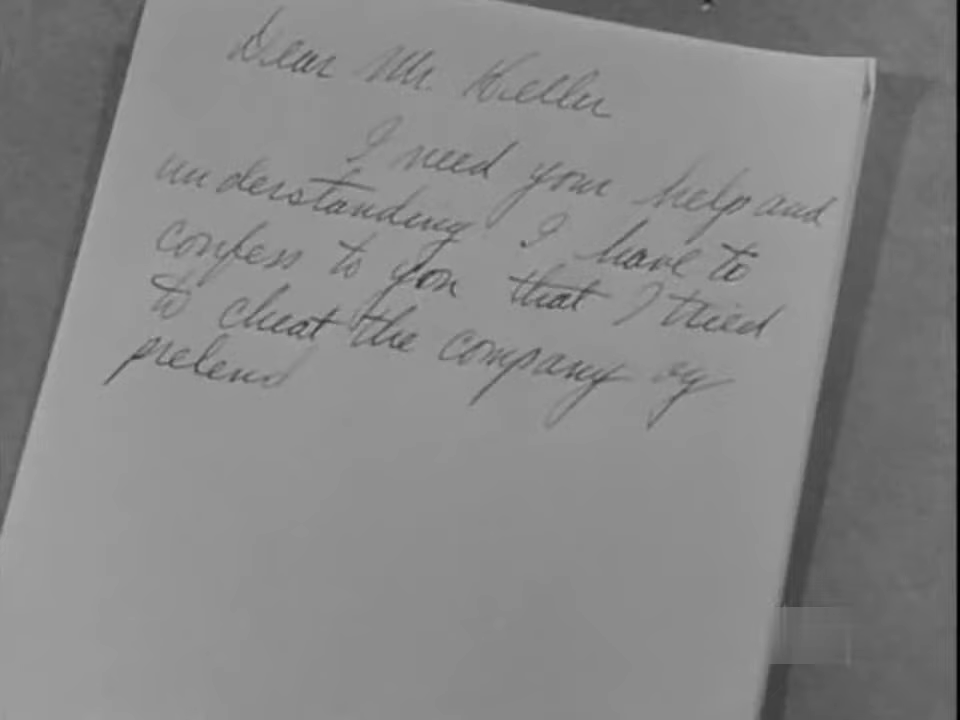 Dear Mr. Keller
I need your help and
understanding I have to
confess to you that I tried
to cheat the company by
pretend